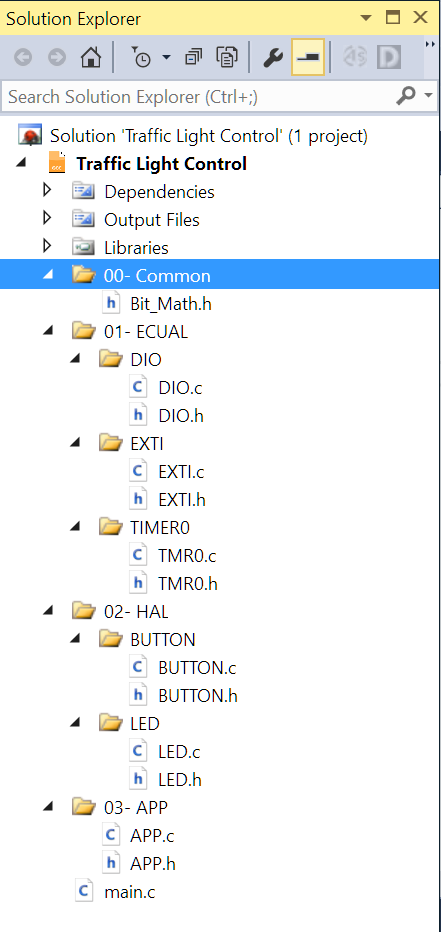 Solution Explorer
Search Solution Explorer (Ctrl+;)
Solution 'Traffic Light Control' (1 project)
Traffic Light Control
Dependencies
Output Files
Libraries
00- Common
Bit_Math.h
01- ECUAL
DIO
DIO.c
DIO.h
EXTI
EXTI.c
EXTI.h
TIMER0
TMR0.c
TMR0.h
02- HAL
BUTTON
BUTTON.c
BUTTON.h
LED
LED.c
LED.h
03- APP
APP.c
APP.h
main.c